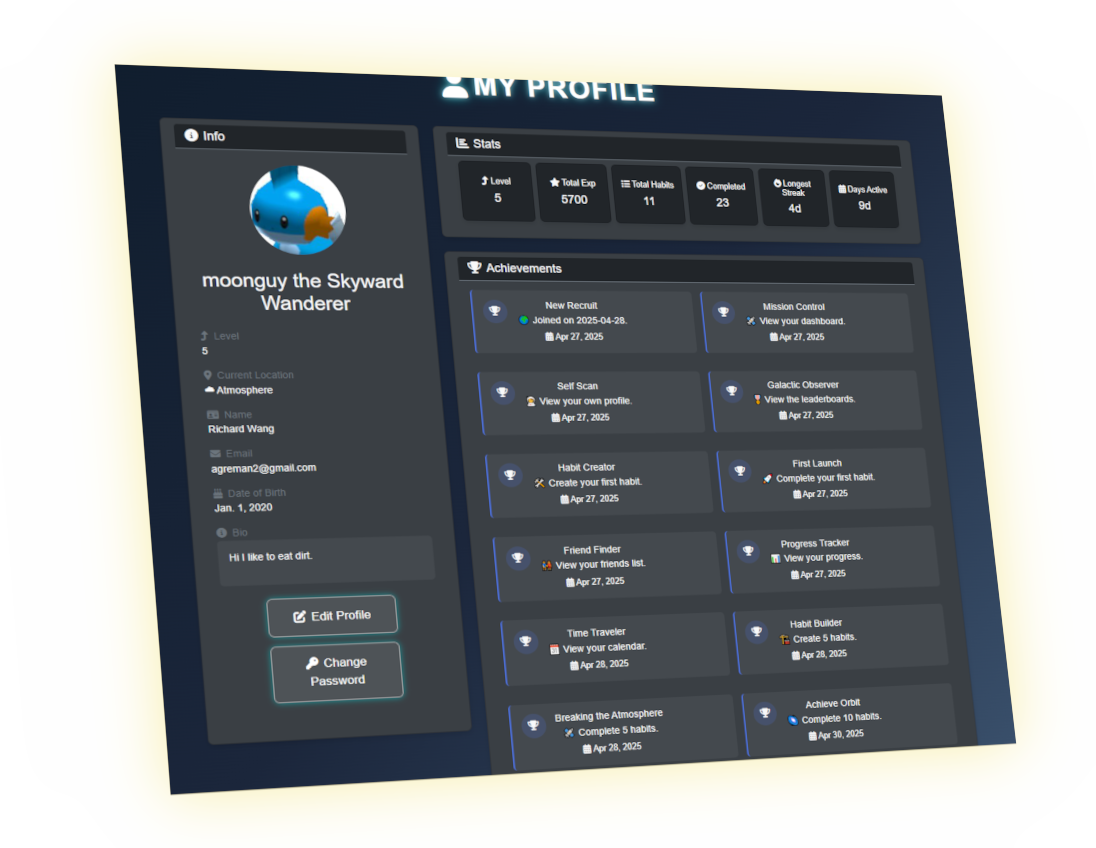 MY PROFILE
Info
moonguy the Skyward
Wanderer
Level
5
Current Location
Atmosphere
Name
Richard Wang
Email
agreman2@gmail.com
Date of Birth
Jan. 1, 2020
Bio
Hi I like to eat dirt.
Edit Profile
Change
Password
Stats
Level
5
Total Exp
5700
Total Habits
11
Completed
23
Longest
Streak
4d
Days Active
9d
Achievements
New Recruit
Joined on 2025-04-28.
Apr 27, 2025
Mission Control
View your dashboard.
Apr 27, 2025
Self Scan
View your own profile.
Apr 27, 2025
Galactic Observer
View the leaderboards.
Apr 27, 2025
Habit Creator
Create your first habit.
Apr 27, 2025
First Launch
Complete your first habit.
Apr 27, 2025
Friend Finder
View your friends list.
Apr 27, 2025
Progress Tracker
View your progress.
Apr 27, 2025
Time Traveler
View your calendar.
Apr 28, 2025
Habit Builder
Create 5 habits.
Apr 28, 2025
Breaking the Atmosphere
Complete 5 habits.
Apr 28, 2025
Achieve Orbit
Complete 10 habits.
Apr 30, 2025